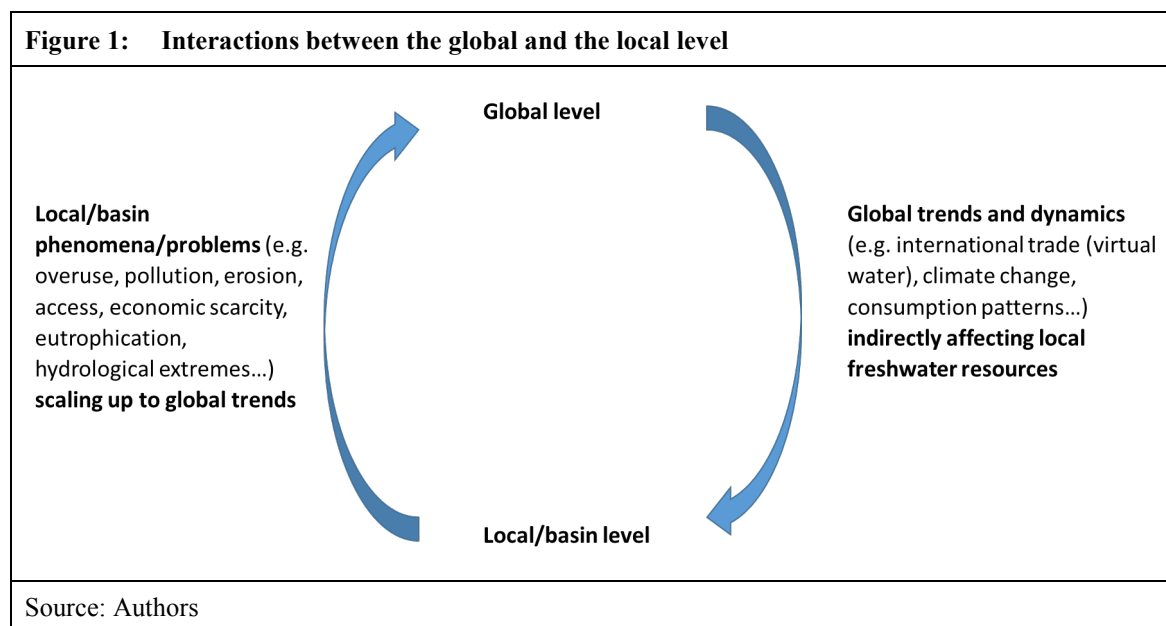 Figure 1: Interactions between the global and the local level
Global level
Local/basin
phenomena/problems (e.g.
overuse, pollution, erosion,
access, economic scarcity,
eutrophication,
hydrological extremes...)
scaling up to global trends
Global trends and dynamics
(e.g. international trade (virtual
water), climate change,
consumption patterns...)
indirectly affecting local
freshwater resources
Local/basin level
Source: Authors